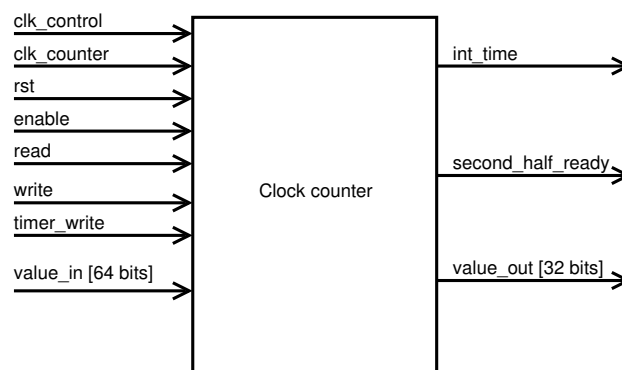 clk_control
clk_counter
rst
enable
read
write
timer_write
value_in [64 bits]
Clock counter
int_time
second_half_ready
value_out [32 bits]